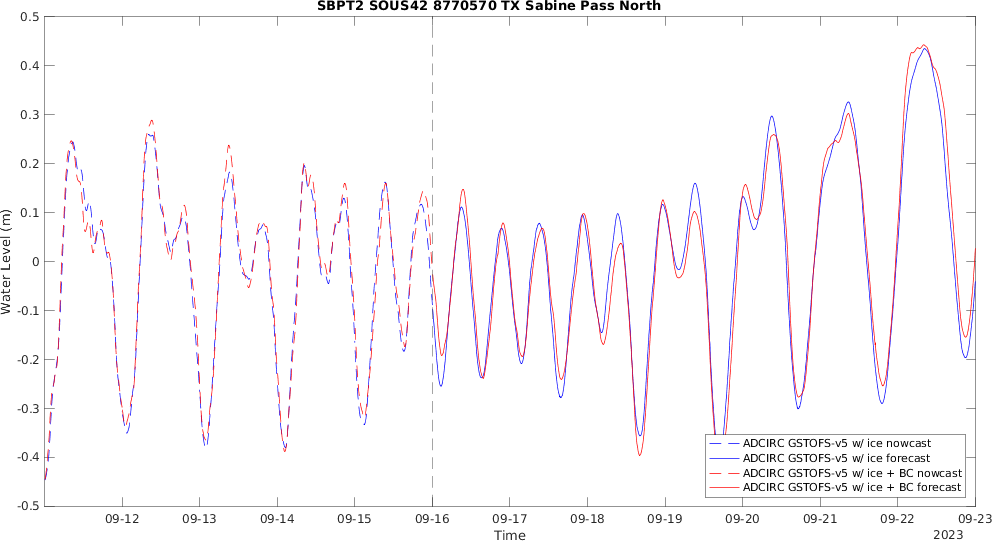 SBPT2 SOUS42 8770570 TX Sabine Pass North
0.5
0.4
0.3
0.2
0.1
0
-0.1
-0.2
-0.3
-0.4
-0.5
Water Level (m)
ADCIRC GSTOFS-v5 w/ ice nowcast
ADCIRC GSTOFS-v5 w/ ice forecast
ADCIRC GSTOFS-v5 w/ ice + BC nowcast
ADCIRC GSTOFS-v5 w/ ice + BC forecast
09-12 09-13 09-14 09-15 09-16 09-17 09-18 09-19 09-20 09-21 09-22 09-23
Time
2023